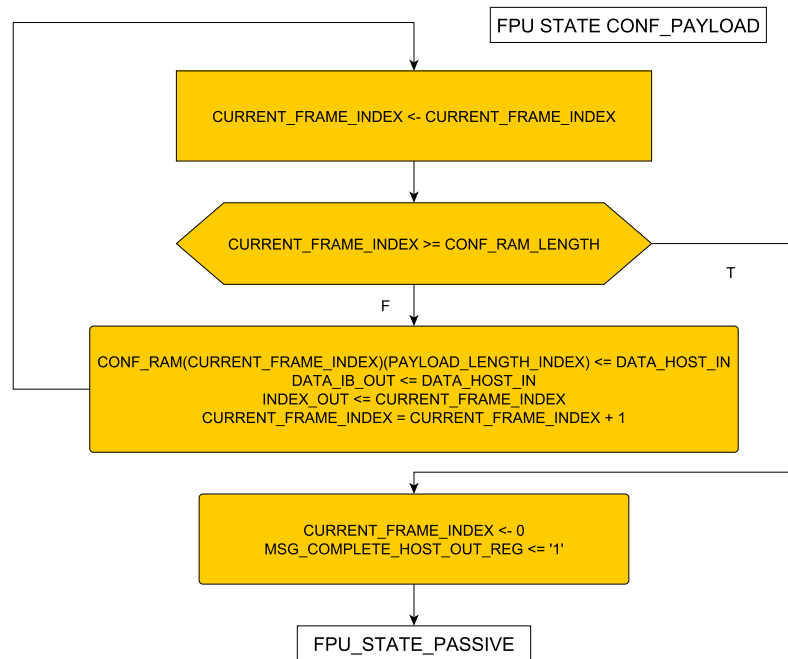 FPU STATE CONF_PAYLOAD
CURRENT_FRAME_INDEX <- CURRENT_FRAME_INDEX
CURRENT_FRAME_INDEX >= CONF_RAM_LENGTH
T
F
CONF_RAM(CURRENT_FRAME_INDEX)(PAYLOAD_LENGTH_INDEX) <= DATA_HOST_IN
DATA_IB_OUT <= DATA_HOST_IN
INDEX_OUT <= CURRENT_FRAME_INDEX
CURRENT_FRAME_INDEX = CURRENT_FRAME_INDEX + 1
CURRENT_FRAME_INDEX <- 0
MSG_COMPLETE_HOST_OUT_REG <= '1'
FPU_STATE_PASSIVE